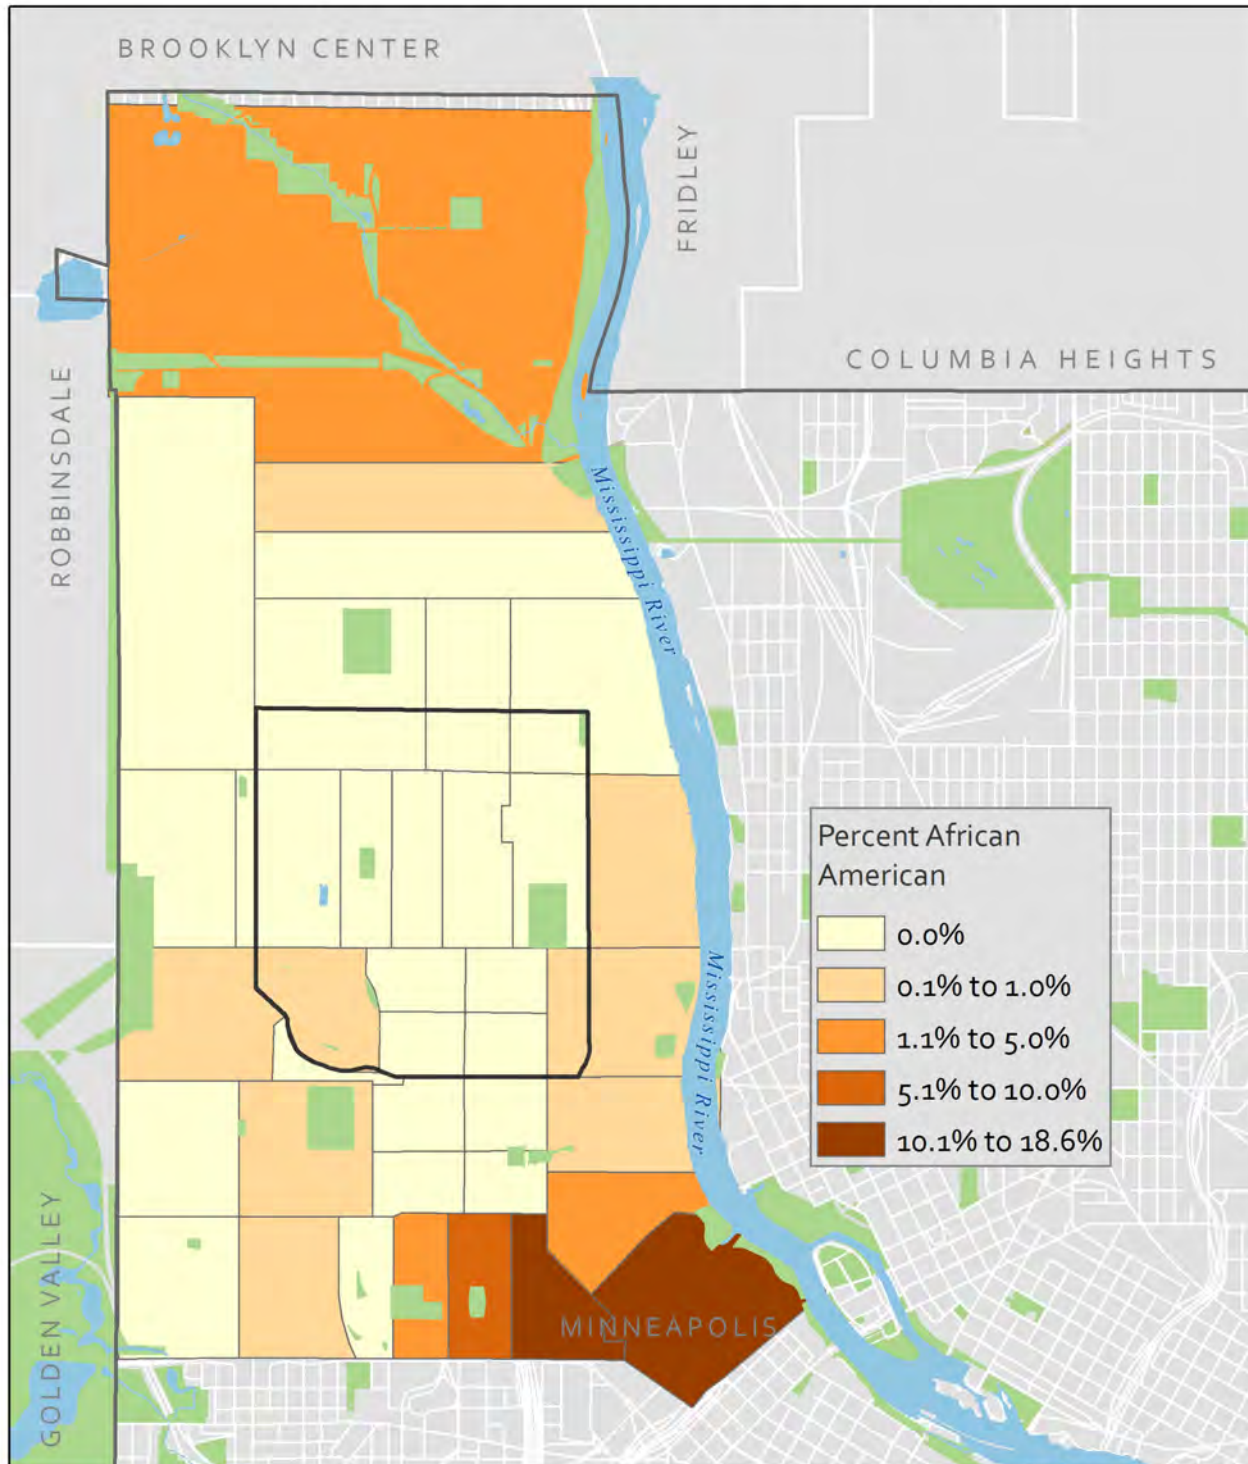 BROOKLYN CENTER
FRIDLEY
COLUMBIA HEIGHTS
ROBBINSDALE
Mississippi River
Percent African
American
0.0%
0.1% to 1.0%
1.1% to 5.0%
5.1% to 10.0%
10.1% to 18.6%
Mississippi River
GOLDEN VALLEY
MINNEAPOLIS